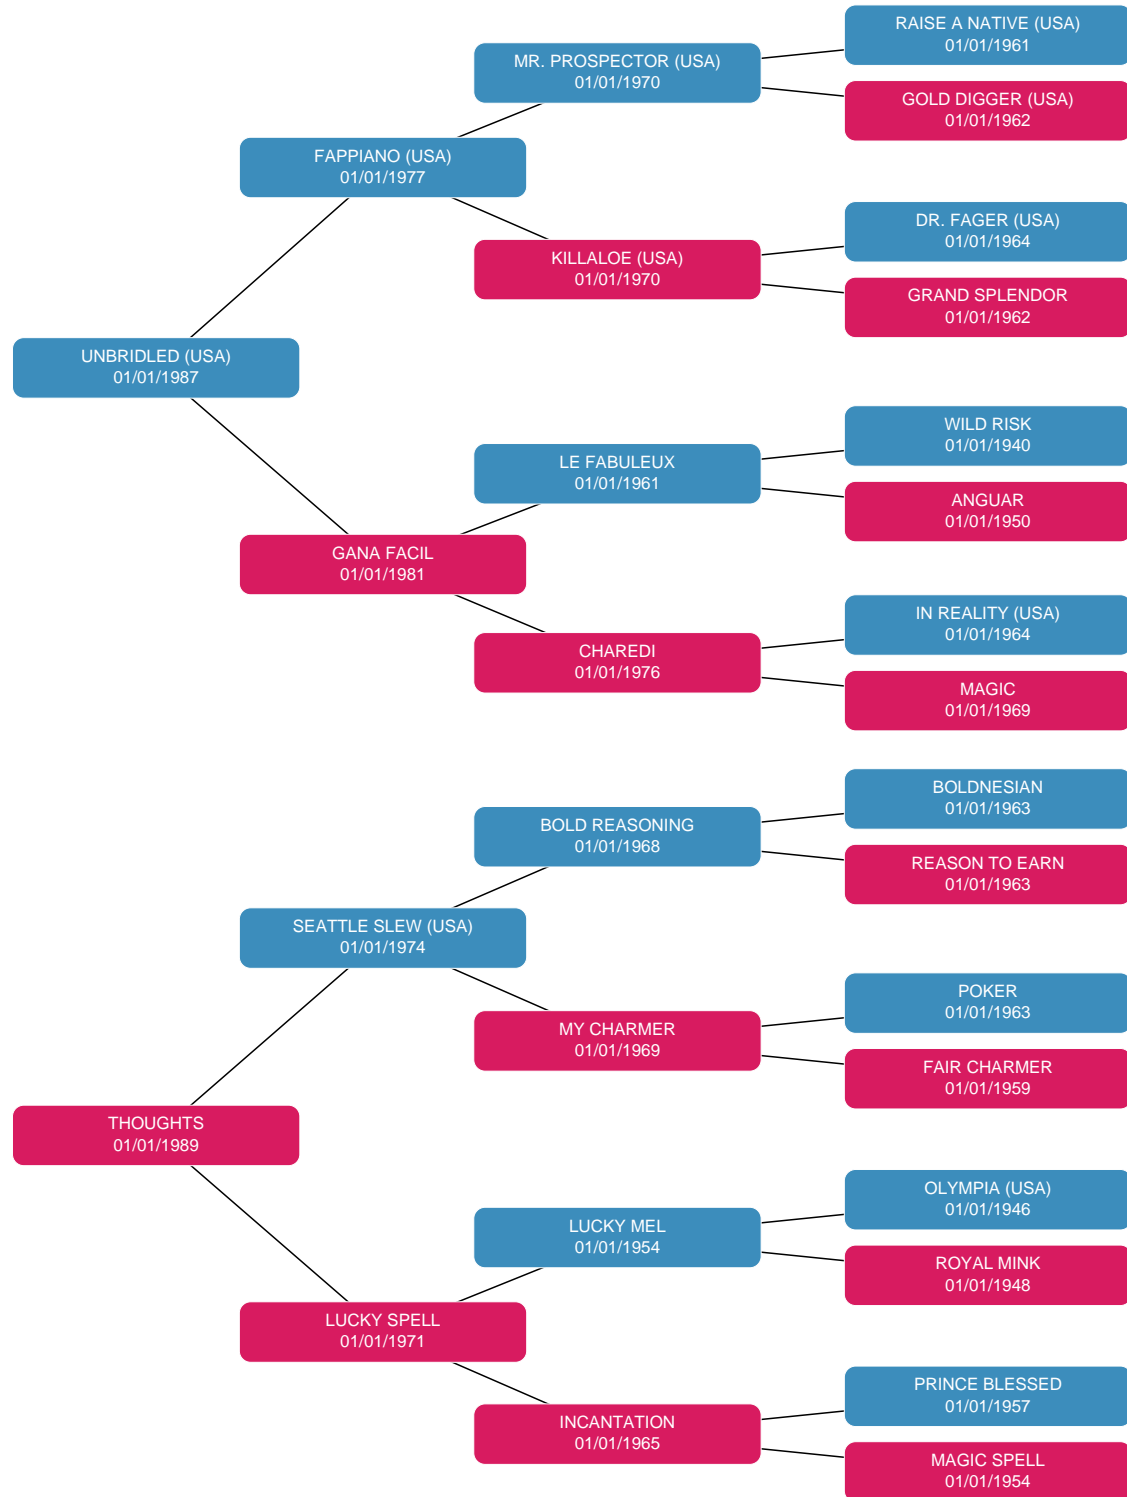 RAISE A NATIVE (USA)
01/01/1961
MR. PROSPECTOR (USA)
01/01/1970
GOLD DIGGER (USA)
01/01/1962
FAPPIANO (USA)
01/01/1977
DR. FAGER (USA)
01/01/1964
KILLALOE (USA)
01/01/1970
GRAND SPLENDOR
01/01/1962
UNBRIDLED (USA)
01/01/1987
WILD RISK
01/01/1940
LE FABULEUX
01/01/1961
ANGUAR
01/01/1950
GANA FACIL
01/01/1981
IN REALITY (USA)
01/01/1964
CHAREDI
01/01/1976
MAGIC
01/01/1969
BOLDNESIAN
01/01/1963
BOLD REASONING
01/01/1968
REASON TO EARN
01/01/1963
SEATTLE SLEW (USA)
01/01/1974
POKER
01/01/1963
MY CHARMER
01/01/1969
FAIR CHARMER
01/01/1959
THOUGHTS
01/01/1989
OLYMPIA (USA)
01/01/1946
LUCKY MEL
01/01/1954
ROYAL MINK
01/01/1948
LUCKY SPELL
01/01/1971
PRINCE BLESSED
01/01/1957
INCANTATION
01/01/1965
MAGIC SPELL
01/01/1954